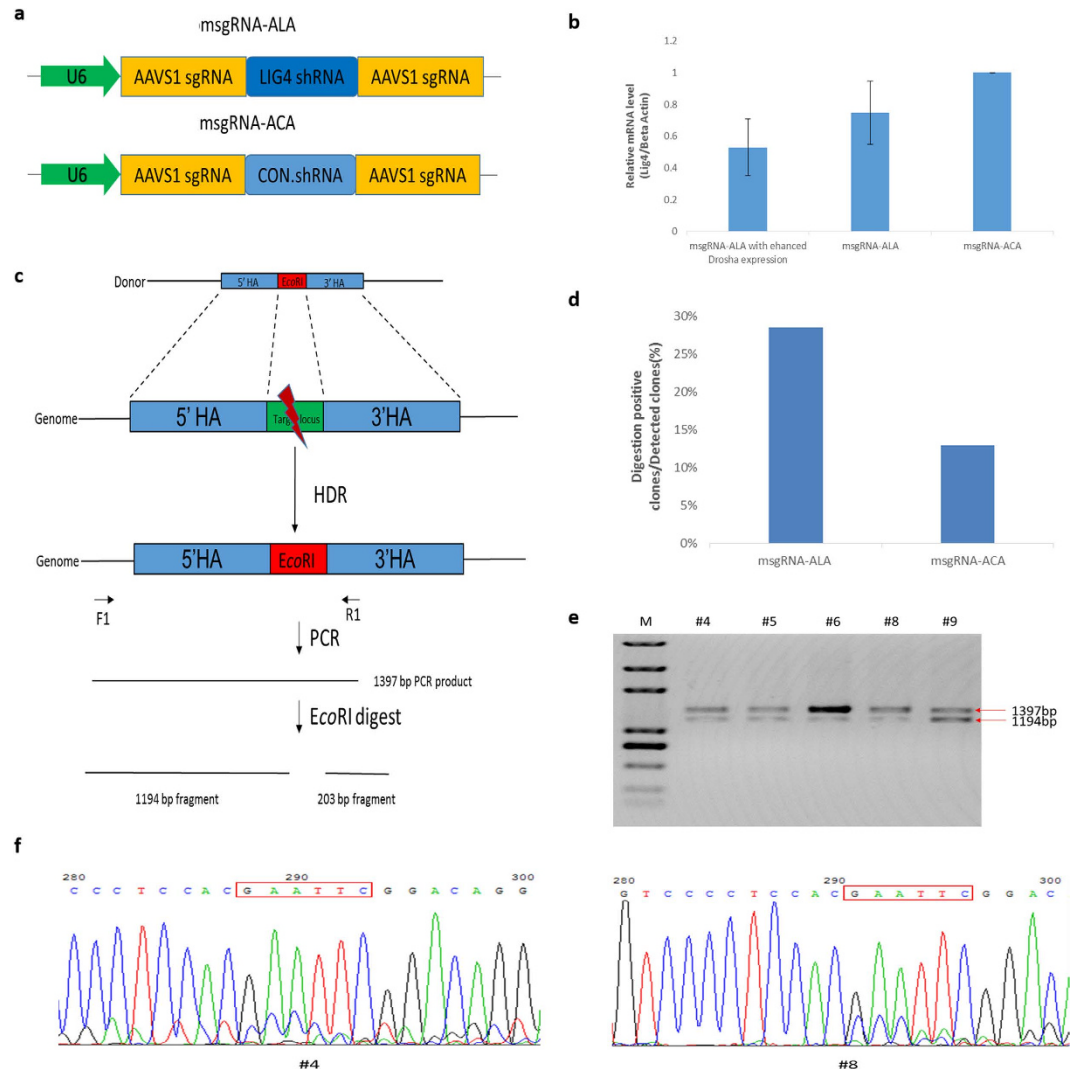 a
msgRNA-ALA
U6 AAVS1 sgRNA LIG4 shRNA AAVS1 sgRNA
msgRNA-ACA
U6 AAVS1 sgRNA CON.shRNA AAVS1 sgRNA
b
Relative mRNA level
(Lig4/Beta Actin)
1.2
1
0.8
0.6
0.4
0.2
0
msgRNA-ALA with ehanced
Drosha expression
msgRNA-ALA
msgRNA-ACA
c
Donor
5' HA EcoRI 3' HA
Genome
5' HA Target locus 3'HA
HDR
Genome
5'HA EcoRI 3'HA
F1
R1
PCR
1397 bp PCR product
EcoRI digest
1194 bp fragment
203 bp fragment
d
Digestion positive
clones/Detected clones(%)
30%
25%
20%
15%
10%
5%
0%
msgRNA-ALA
msgRNA-ACA
e
M #4 #5 #6 #8 #9
1397bp
1194bp
f
280 290 300
C C C T C C A C G A A T T C G G A C A G G
#4
280 290 300
G T C C C C T C C A C G A A T T C G G A C
#8